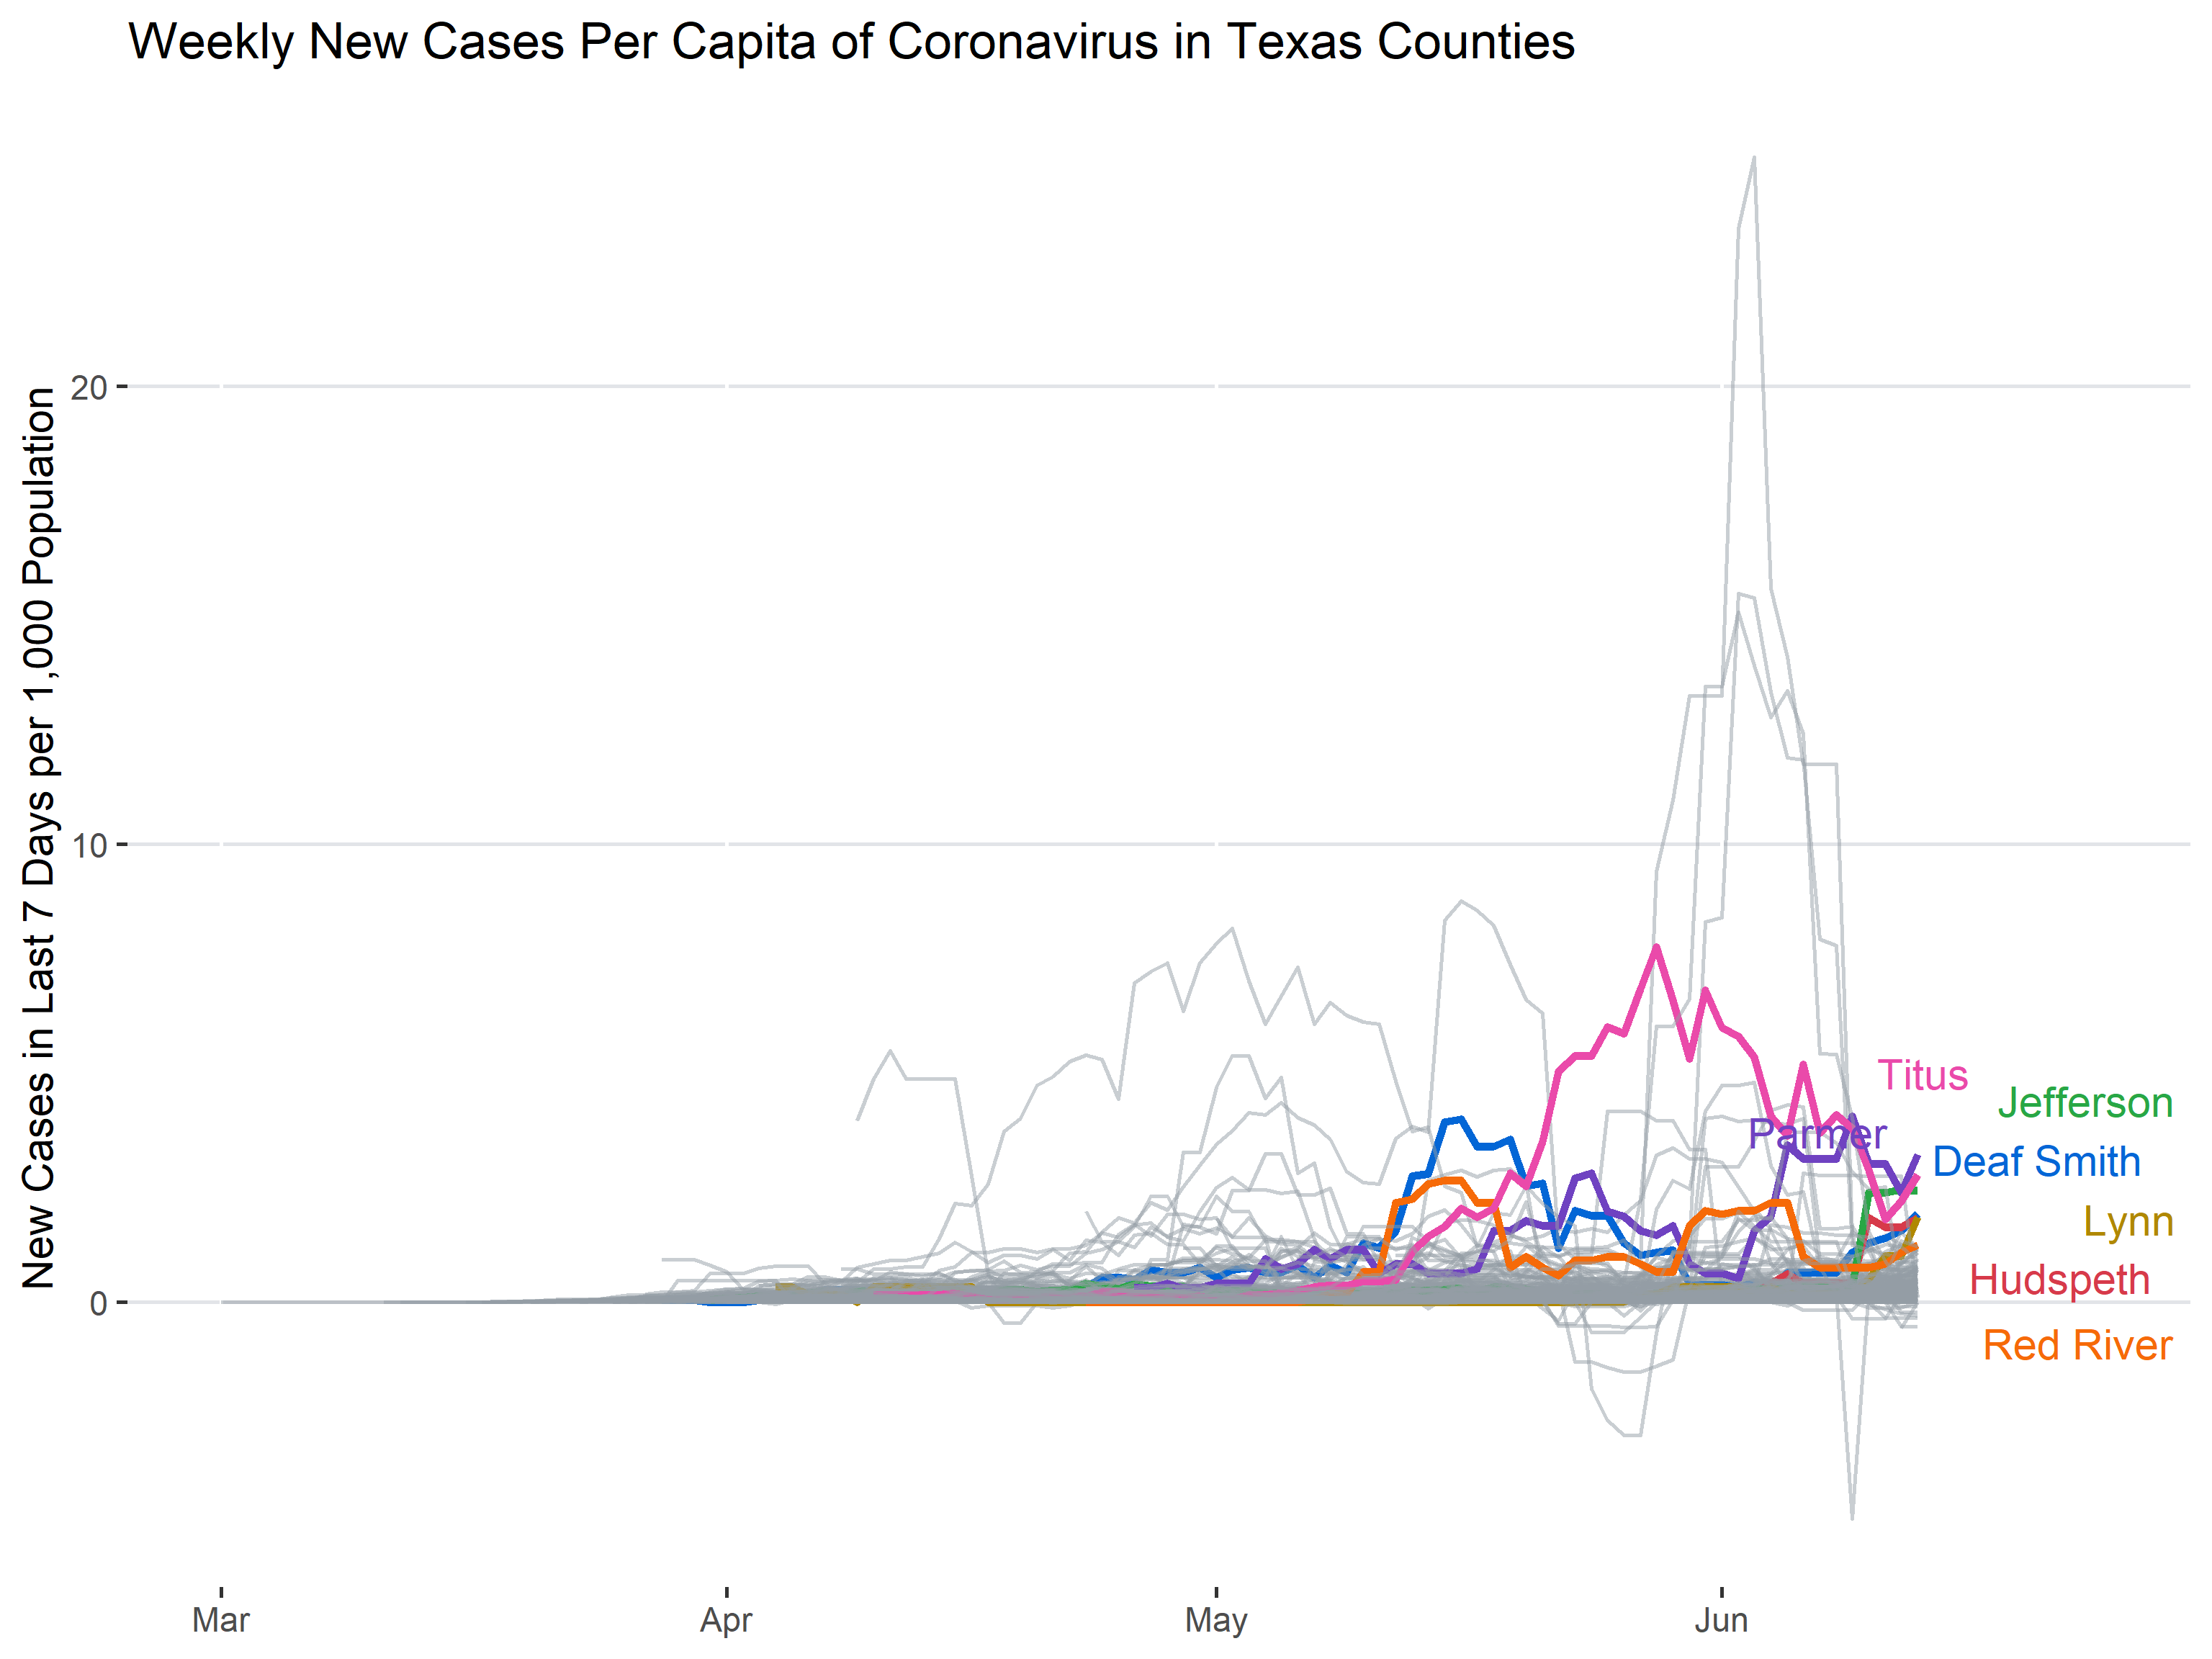 Weekly New Cases Per Capita of Coronavirus in Texas Counties
New Cases in Last 7 Days per 1,000 Population
20
10
0
Titus
Jefferson
Parmer
Deaf Smith
Lynn
Hudspeth
Red River
Mar
Apr
May
Jun